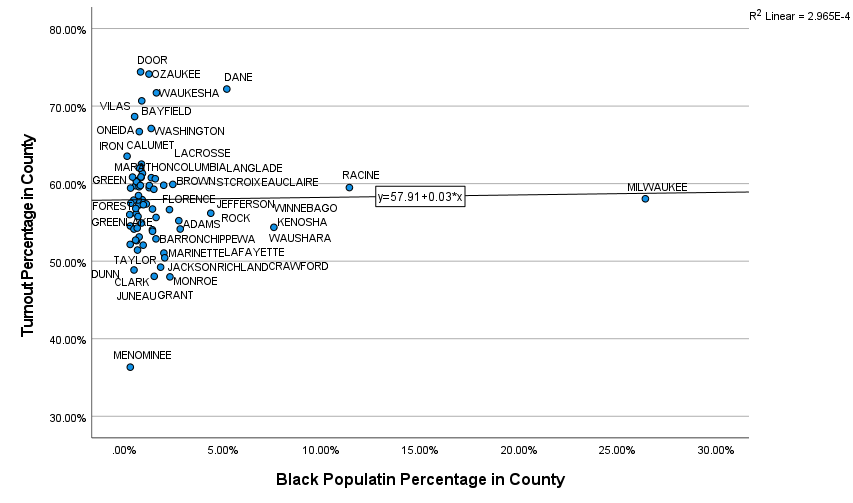 R² Linear = 2.965E-4
80.00%
DOOR
OZAUKEE
DANE
WAUKESHA
70.00%
VILAS
BAYFIELD
ONEIDA
WASHINGTON
IRON CALUMET
LACROSSE
MARATHON COLUMBIA LANGLADE
RACINE
60.00%
GREEN
BROWN STCROIX EAUCLAIRE
MILWAUKEE
y=57.91+0.03*x
FOREST
FLORENCE
JEFFERSON
WINNEBAGO
GREENLAKE
ADAMS
ROCK
KENOSHA
BARRON CHIPPEWA
WAUSHARA
50.00%
TAYLOR
MARINETTE LAFAYETTE
DUNN
JACKSON RICHLAND CRAWFORD
CLARK
MONROE
JUNEAU GRANT
40.00%
MENOMINEE
30.00%
.00%
5.00%
10.00%
15.00%
20.00%
25.00%
30.00%
Turnout Percentage in County
Black Populatin Percentage in County